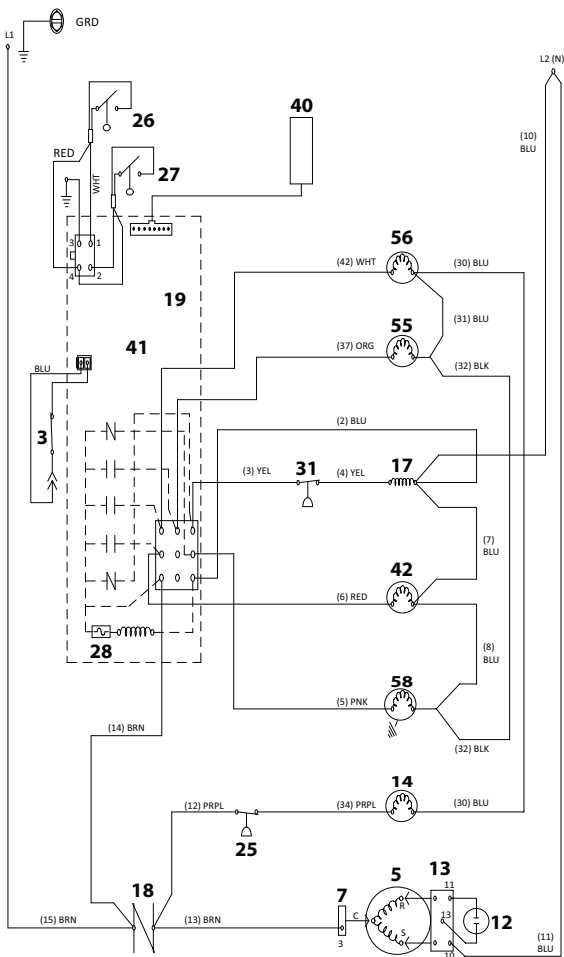 GRD
L1
L2 (N)
26
40
(10)
BLU
RED
WHT
27
3
1
4
2
56
(42) WHT
(30) BLU
19
(31) BLU
55
41
(37) ORG
(32) BLK
BLU
(2) BLU
3
(3) YEL
31
(4) YEL
17
(7)
BLU
42
(6) RED
28
(8)
BLU
58
(5) PNK
(14) BRN
(32) BLK
14
(12) PRPL
(34) PRPL
(30) BLU
25
18
7
5
13
11
R
(15) BRN
(13) BRN
C
13
12
3
S
10
(11)
BLU